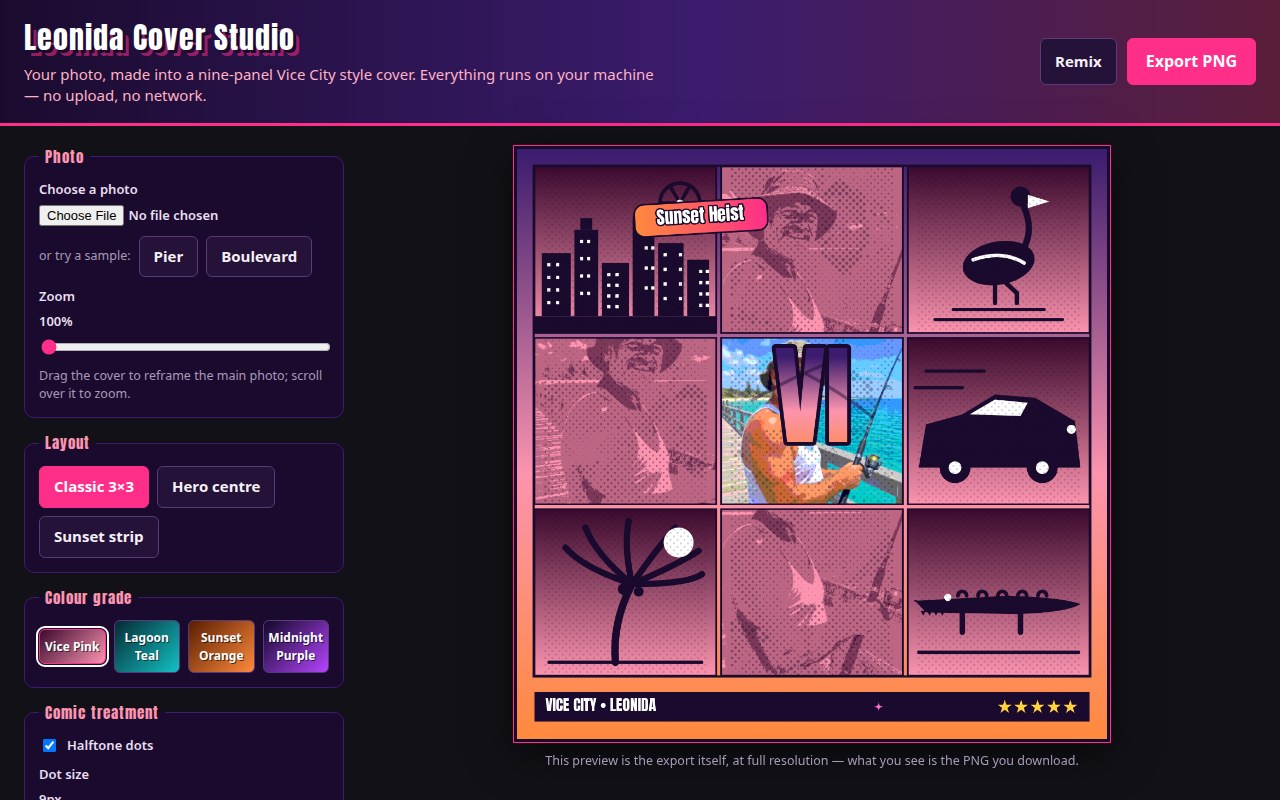 Leonida Cover Studio
Your photo, made into a nine-panel Vice City style cover. Everything runs on your machine
— no upload, no network.
Remix
Export PNG
Photo
Choose a photo
Choose File No file chosen
or try a sample:
Pier
Boulevard
Zoom
100%
Drag the cover to reframe the main photo; scroll
over it to zoom.
Layout
Classic 3×3
Hero centre
Sunset strip
Colour grade
Vice Pink
Lagoon
Teal
Sunset
Orange
Midnight
Purple
Comic treatment
Halftone dots
Dot size
9px
Sunset Heist
VI
VICE CITY • LEONIDA
✦
★★★★★
This preview is the export itself, at full resolution — what you see is the PNG you download.